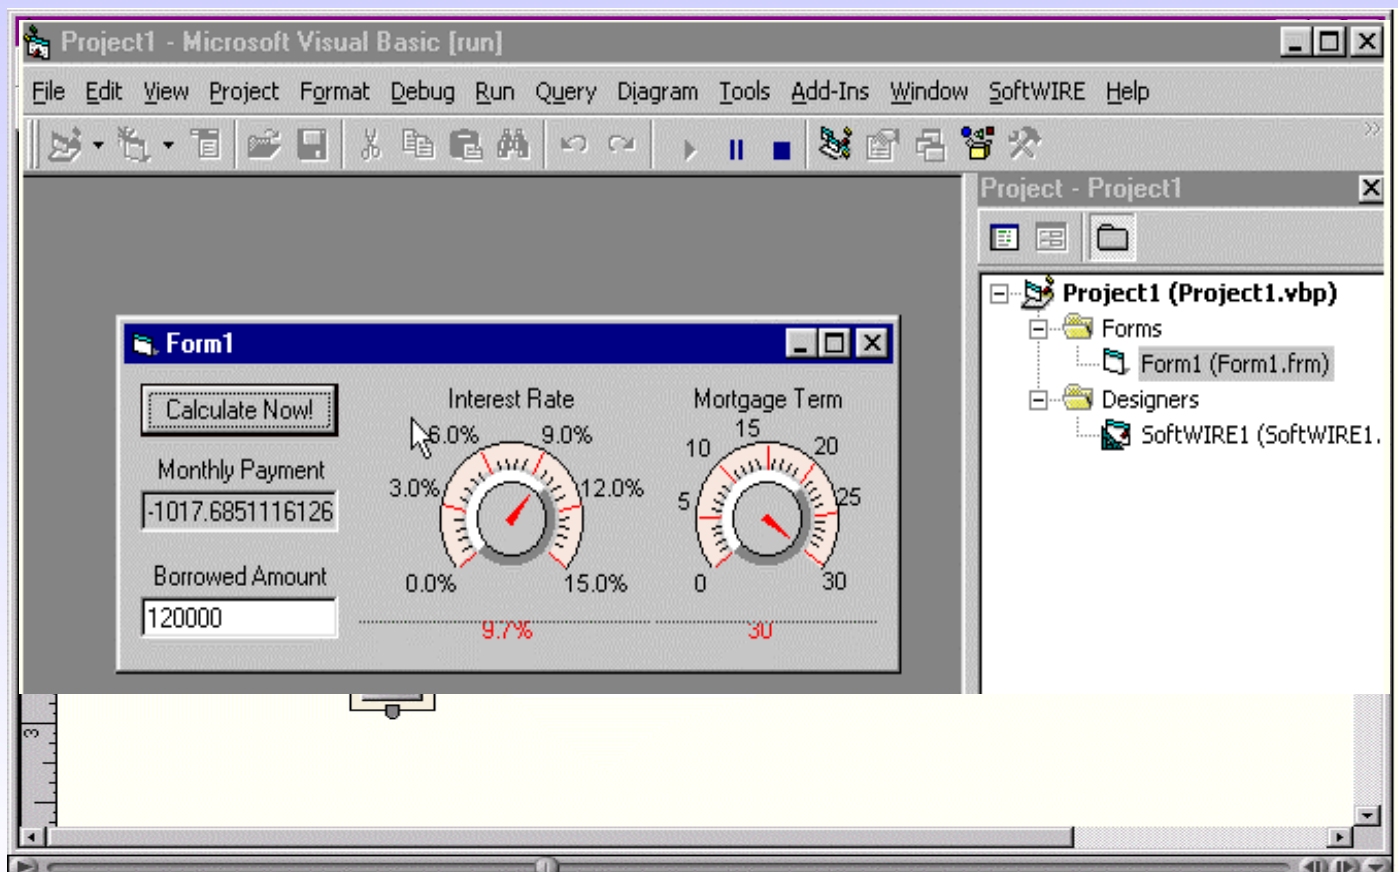 Project1 - Microsoft Visual Basic [run]
File Edit View Project Format Debug Run Query Diagram Tools Add-Ins Window SoftWIRE Help
Project - Project1
Project1 (Project1.vbp)
Forms
Form1 (Form1.frm)
Designers
SoftWIRE1 (SoftWIRE1.
Form1
Calculate Now!
Monthly Payment
-1017.6851116126
Borrowed Amount
120000
Interest Rate
6.0% 9.0%
3.0% 12.0%
0.0% 15.0%
9.7%
Mortgage Term
15
10 20
5 25
0 30
30
3